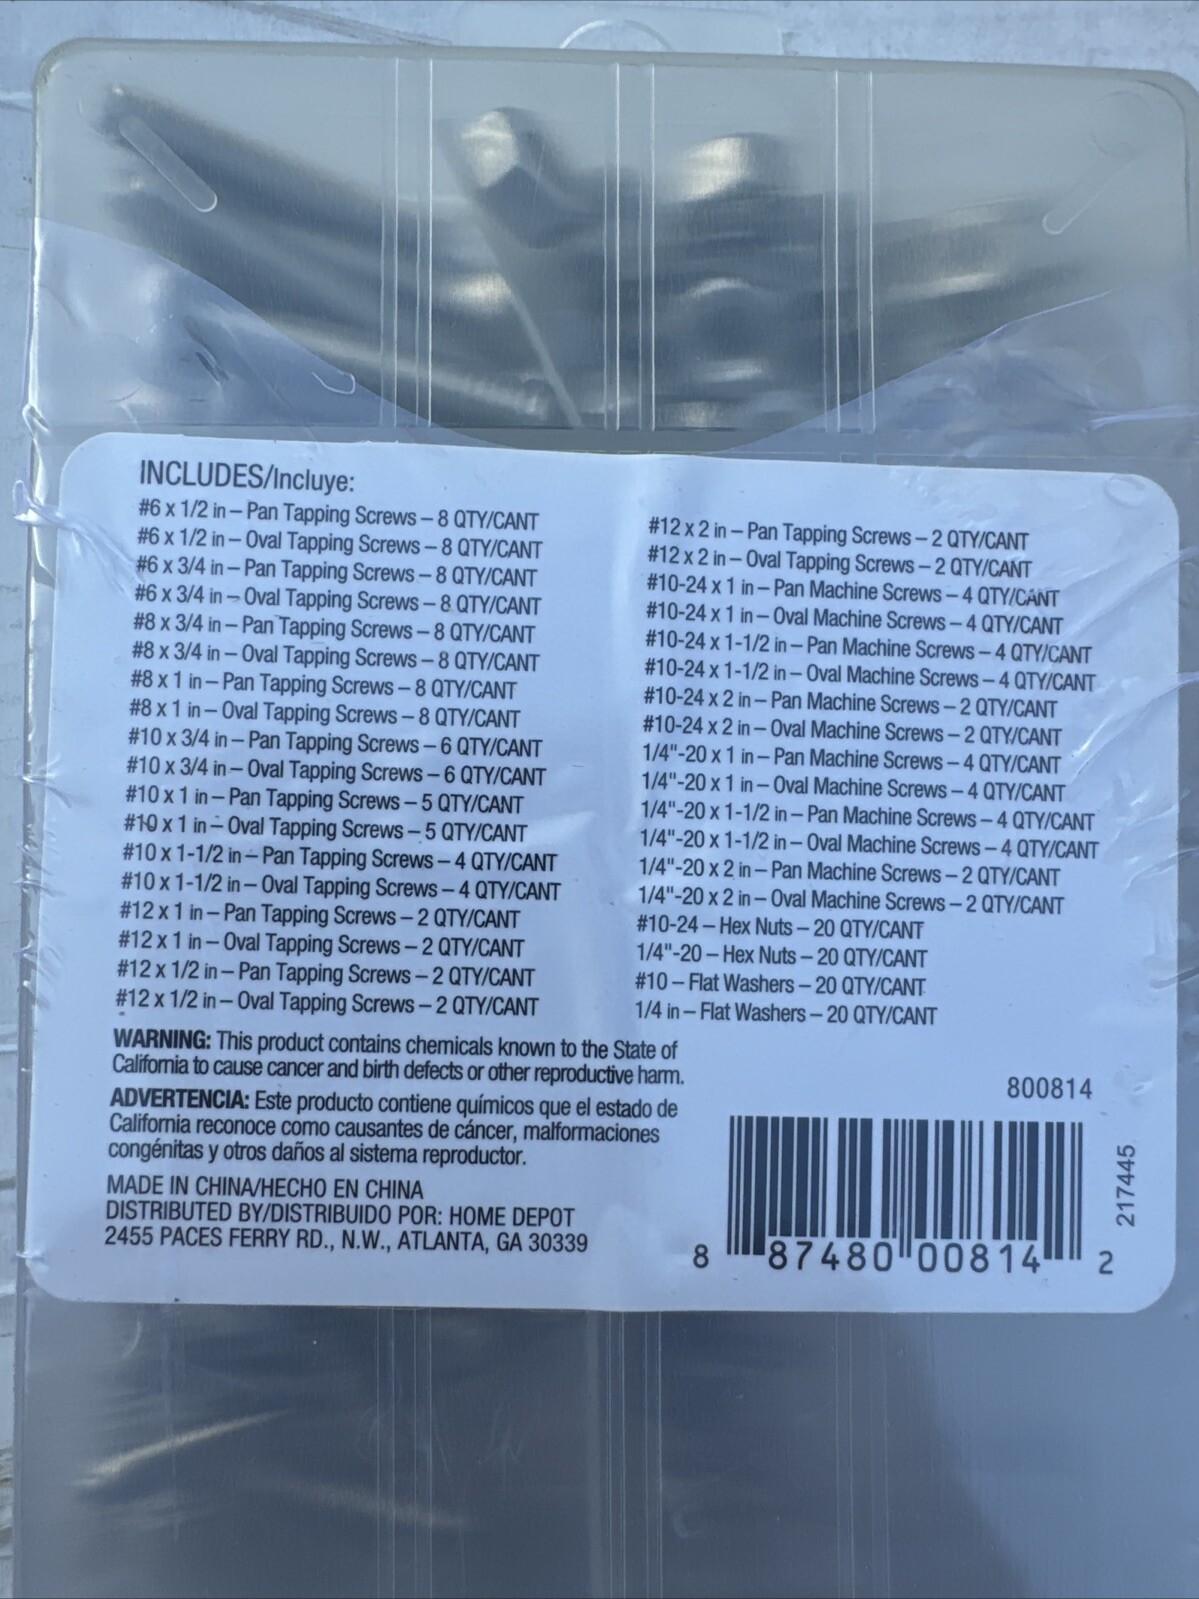 INCLUDES/Incluye:
#6 x 1/2 in – Pan Tapping Screws – 8 QTY/CANT
#6 x 1/2 in – Oval Tapping Screws – 8 QTY/CANT
#6 x 3/4 in – Pan Tapping Screws – 8 QTY/CANT
#6 x 3/4 in – Oval Tapping Screws – 8 QTY/CANT
#8 x 3/4 in – Pan Tapping Screws – 8 QTY/CANT
#8 x 3/4 in – Oval Tapping Screws – 8 QTY/CANT
#8 x 1 in – Pan Tapping Screws – 8 QTY/CANT
#8 x 1 in – Oval Tapping Screws – 8 QTY/CANT
#10 x 3/4 in – Pan Tapping Screws – 6 QTY/CANT
#10 x 3/4 in – Oval Tapping Screws – 6 QTY/CANT
#10 x 1 in – Pan Tapping Screws – 5 QTY/CANT
#10 x 1 in – Oval Tapping Screws – 5 QTY/CANT
#10 x 1-1/2 in – Pan Tapping Screws – 4 QTY/CANT
#10 x 1-1/2 in – Oval Tapping Screws – 4 QTY/CANT
#12 x 1 in – Pan Tapping Screws – 2 QTY/CANT
#12 x 1 in – Oval Tapping Screws – 2 QTY/CANT
#12 x 1/2 in – Pan Tapping Screws – 2 QTY/CANT
#12 x 1/2 in – Oval Tapping Screws – 2 QTY/CANT
#12 x 2 in – Pan Tapping Screws – 2 QTY/CANT
#12 x 2 in – Oval Tapping Screws – 2 QTY/CANT
#10-24 x 1 in – Pan Machine Screws – 4 QTY/CANT
#10-24 x 1 in – Oval Machine Screws – 4 QTY/CANT
#10-24 x 1-1/2 in – Pan Machine Screws – 4 QTY/CANT
#10-24 x 1-1/2 in – Oval Machine Screws – 4 QTY/CANT
#10-24 x 2 in – Pan Machine Screws – 2 QTY/CANT
#10-24 x 2 in – Oval Machine Screws – 2 QTY/CANT
1/4"-20 x 1 in – Pan Machine Screws – 4 QTY/CANT
1/4"-20 x 1 in – Oval Machine Screws – 4 QTY/CANT
1/4"-20 x 1-1/2 in – Pan Machine Screws – 4 QTY/CANT
1/4"-20 x 1-1/2 in – Oval Machine Screws – 4 QTY/CANT
1/4"-20 x 2 in – Pan Machine Screws – 2 QTY/CANT
1/4"-20 x 2 in – Oval Machine Screws – 2 QTY/CANT
#10-24 – Hex Nuts – 20 QTY/CANT
1/4"-20 – Hex Nuts – 20 QTY/CANT
#10 – Flat Washers – 20 QTY/CANT
1/4 in – Flat Washers – 20 QTY/CANT
WARNING: This product contains chemicals known to the State of
California to cause cancer and birth defects or other reproductive harm.
ADVERTENCIA: Este producto contiene químicos que el estado de
California reconoce como causantes de cáncer, malformaciones
congénitas y otros daños al sistema reproductor.
MADE IN CHINA/HECHO EN CHINA
DISTRIBUTED BY/DISTRIBUIDO POR: HOME DEPOT
2455 PACES FERRY RD., N.W., ATLANTA, GA 30339
800814
8 87480 00814 2
217445